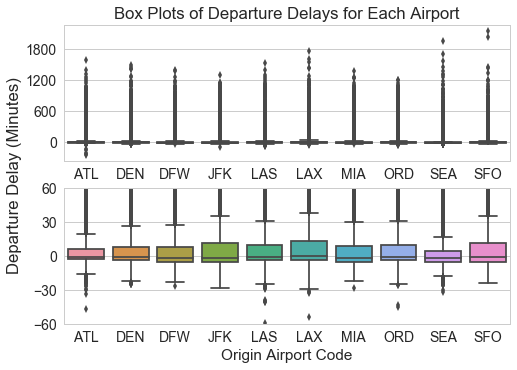 Box Plots of Departure Delays for Each Airport
Departure Delay (Minutes)
1800
1200
600
0
ATL DEN DFW JFK LAS LAX MIA ORD SEA SFO
60
30
0
−30
−60
ATL DEN DFW JFK LAS LAX MIA ORD SEA SFO
Origin Airport Code